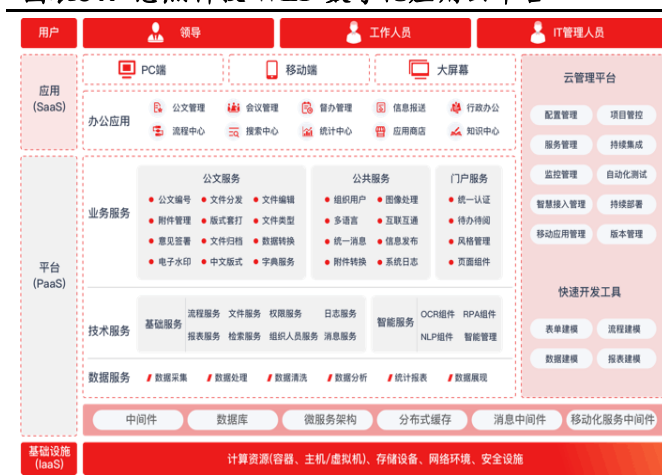 用户
领导
工作人员
IT管理人员
应用
(SaaS)
PC端
移动端
大屏幕
办公应用
公文管理 会议管理 督办管理 信息报送 行政办公
流程中心 搜索中心 统计中心 应用商店 知识中心
平台
(PaaS)
业务服务
公文服务
公文编号 文件分发 文件编辑
附件管理 版式套打 文件类型
意见签署 文件归档 数据转换
电子水印 中文版式 字典服务
公共服务
组织用户 图像处理
多语言 互联互通
统一消息 信息发布
附件转换 系统日志
门户服务
统一认证
待办待阅
风格管理
页面组件
技术服务
基础服务
流程服务 文件服务 权限服务 日志服务
报表服务 检索服务 组织人员服务 消息服务
智能服务
OCR组件 RPA组件
NLP组件 智能管理
数据服务
数据采集 数据处理 数据清洗 数据分析 统计报表 数据展现
中间件 数据库 微服务架构 分布式缓存 消息中间件 移动化服务中间件
云管理平台
配置管理 项目管控
服务管理 持续集成
监控管理 自动化测试
智慧接入管理 持续部署
移动应用管理 版本管理
快速开发工具
表单建模 流程建模
数据建模 报表建模
基础设施
(IaaS)
计算资源(容器、主机/虚拟机)、存储设备、网络环境、安全设施